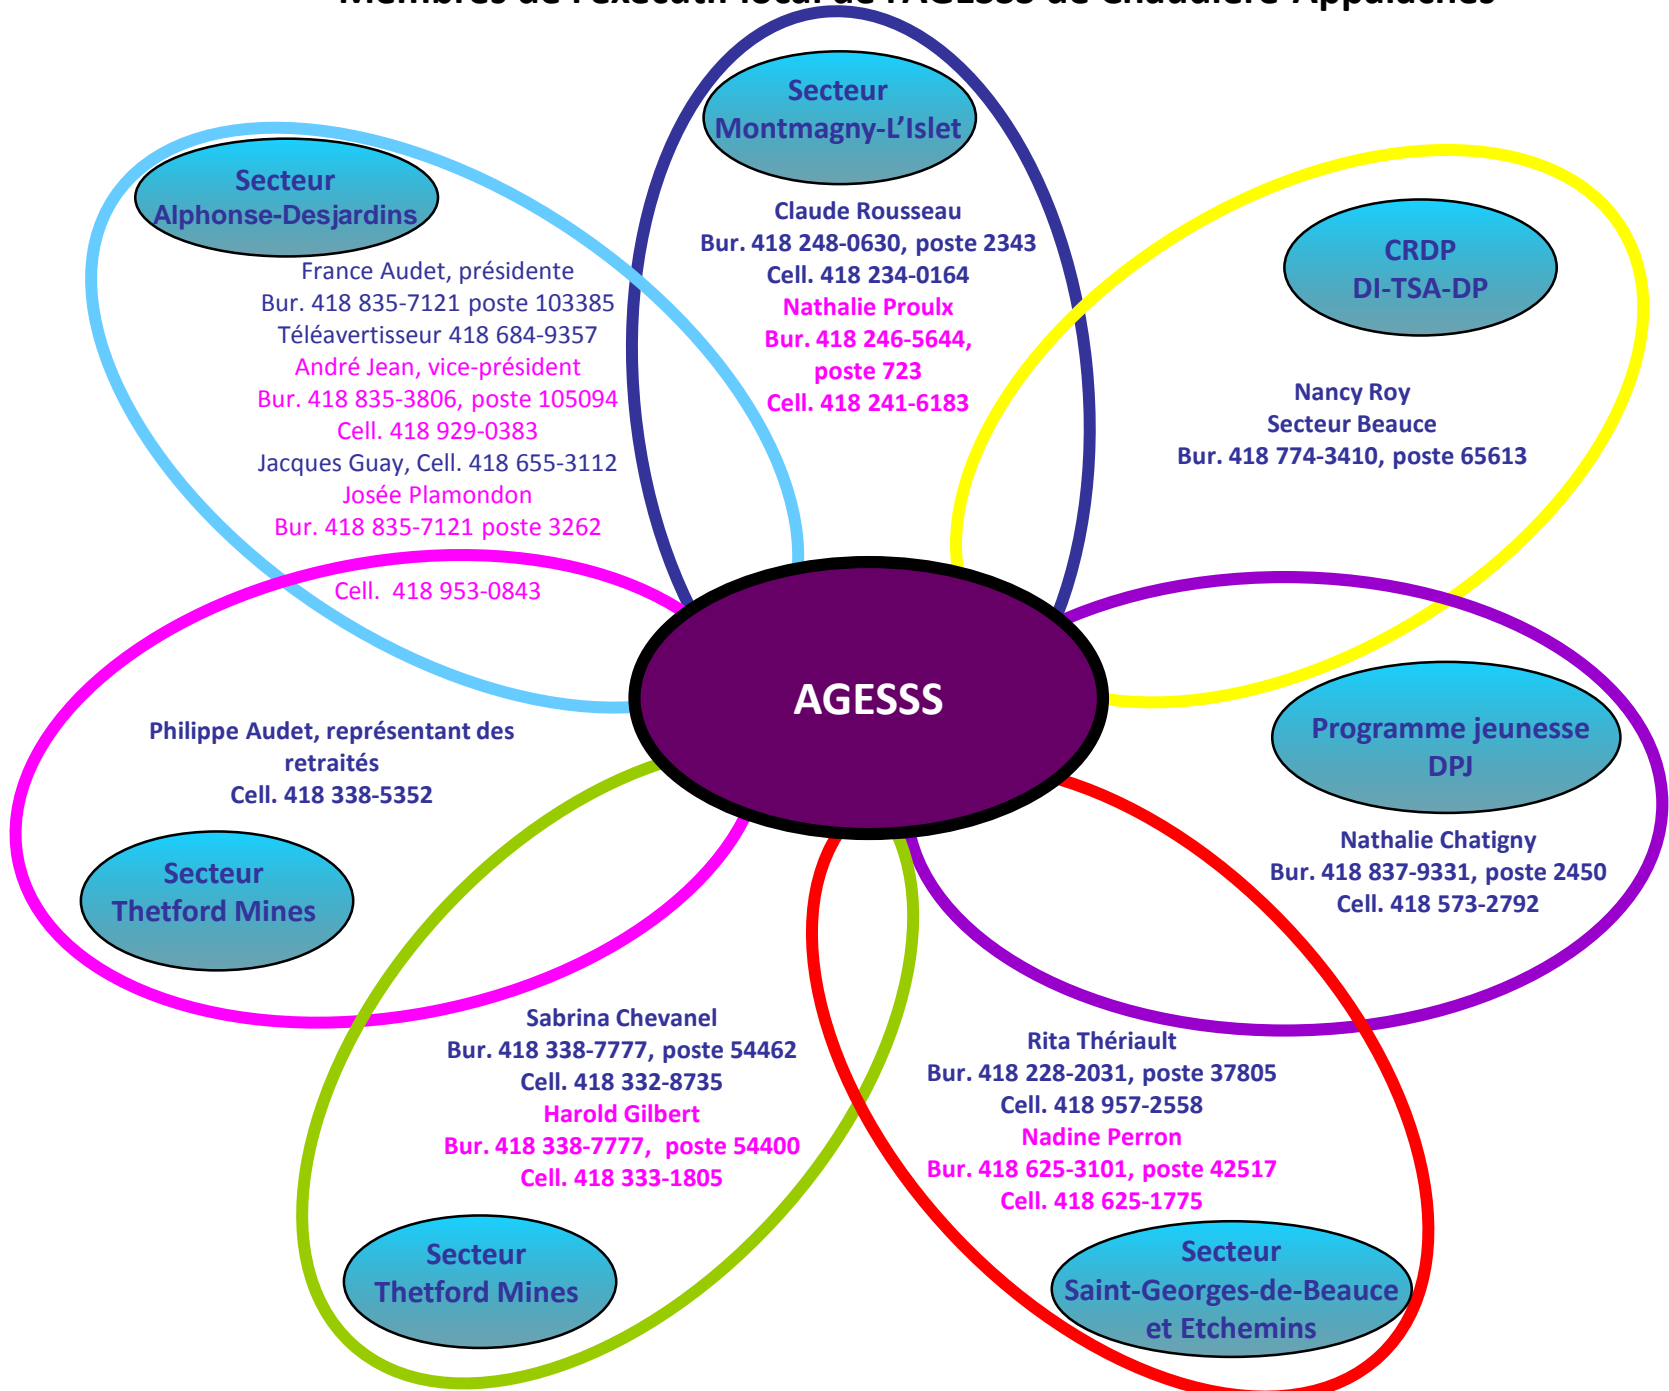 Membres de l'exécutif local de l'AGESSS de Chaudière-Appalaches
Secteur
Montmagny-L'Islet
Claude Rousseau
Bur. 418 248-0630, poste 2343
Cell. 418 234-0164
Nathalie Proulx
Bur. 418 246-5644,
poste 723
Cell. 418 241-6183
Secteur
Alphonse-Desjardins
France Audet, présidente
Bur. 418 835-7121 poste 103385
Téléavertisseur 418 684-9357
André Jean, vice-président
Bur. 418 835-3806, poste 105094
Cell. 418 929-0383
Jacques Guay, Cell. 418 655-3112
Josée Plamondon
Bur. 418 835-7121 poste 3262
Cell. 418 953-0843
CRDP
DI-TSA-DP
Nancy Roy
Secteur Beauce
Bur. 418 774-3410, poste 65613
AGESSS
Programme jeunesse
DPJ
Nathalie Chatigny
Bur. 418 837-9331, poste 2450
Cell. 418 573-2792
Philippe Audet, représentant des
retraités
Cell. 418 338-5352
Secteur
Thetford Mines
Sabrina Chevanel
Bur. 418 338-7777, poste 54462
Cell. 418 332-8735
Harold Gilbert
Bur. 418 338-7777, poste 54400
Cell. 418 333-1805
Secteur
Thetford Mines
Rita Thériault
Bur. 418 228-2031, poste 37805
Cell. 418 957-2558
Nadine Perron
Bur. 418 625-3101, poste 42517
Cell. 418 625-1775
Secteur
Saint-Georges-de-Beauce
et Etchemins